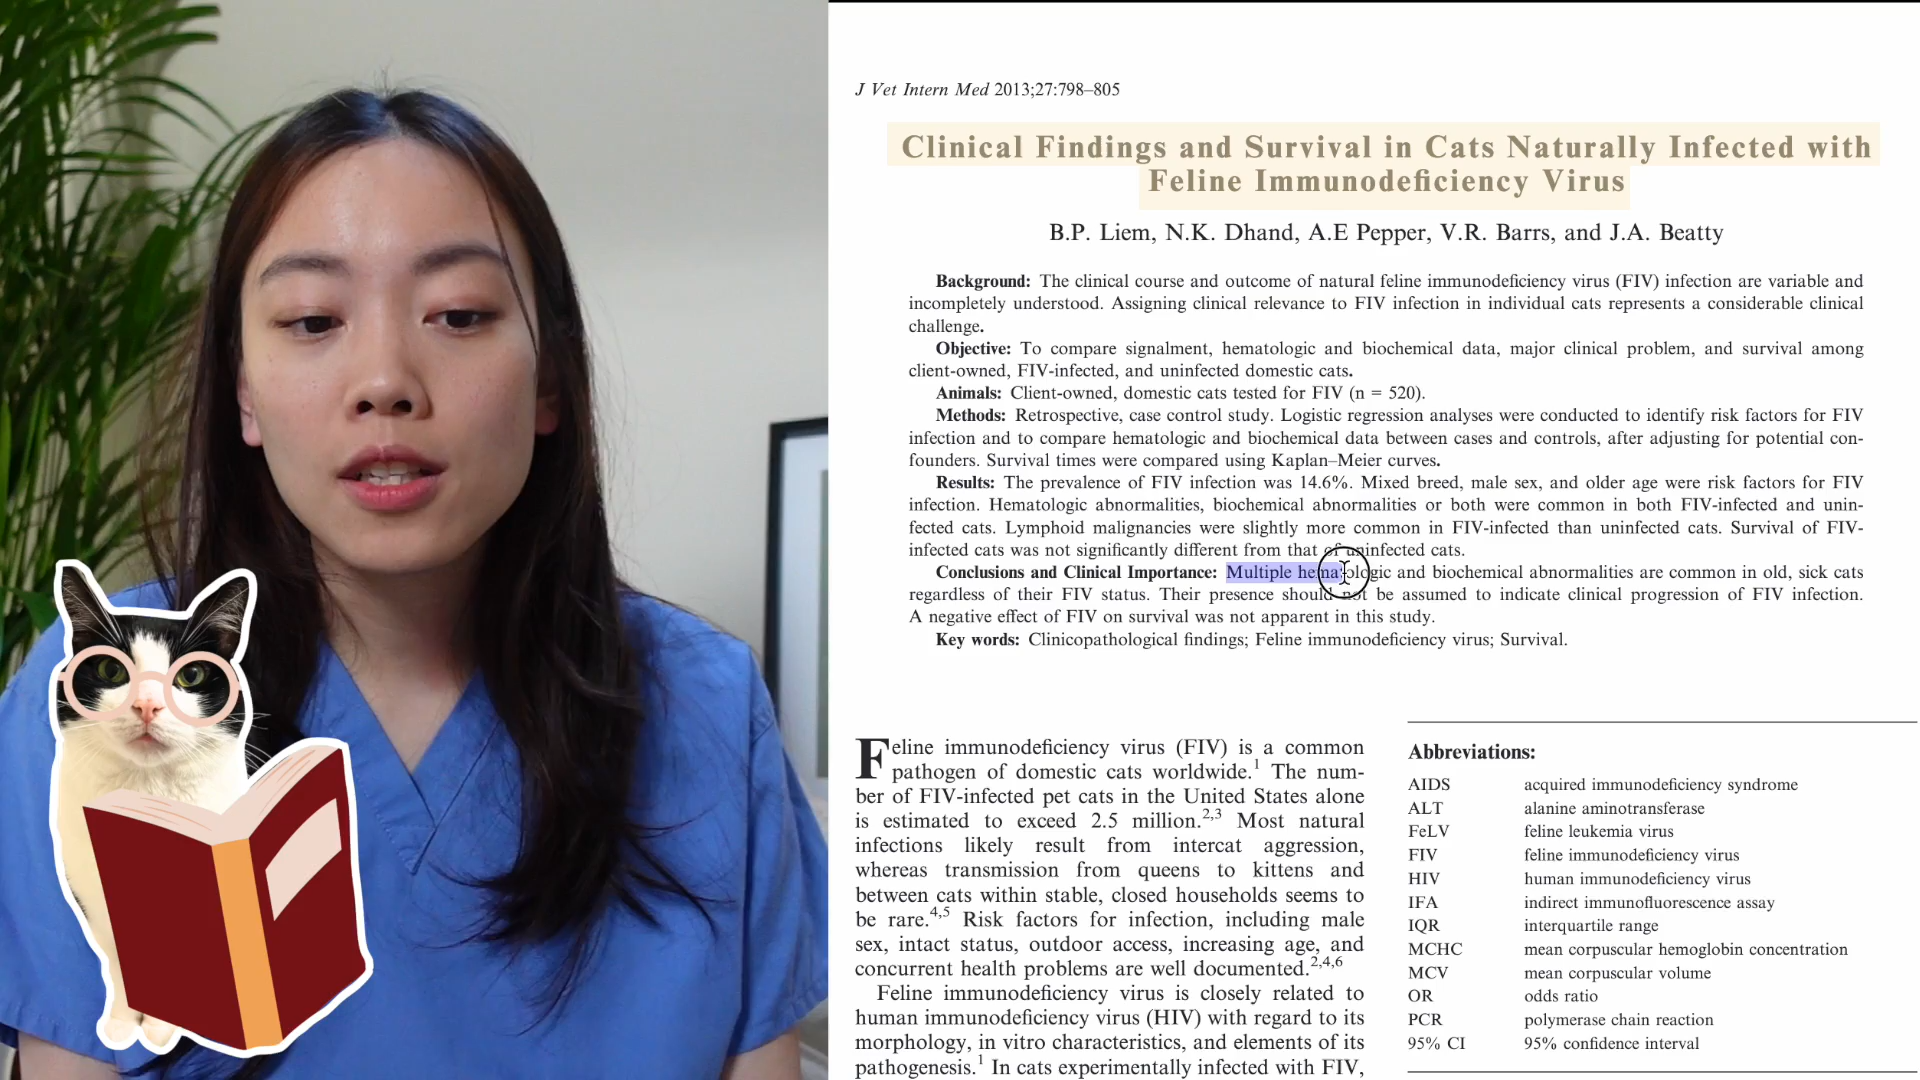 J Vet Intern Med 2013;27:798–805
Clinical Findings and Survival in Cats Naturally Infected with
Feline Immunodeficiency Virus
B.P. Liem, N.K. Dhand, A.E Pepper, V.R. Barrs, and J.A. Beatty
Background: The clinical course and outcome of natural feline immunodeficiency virus (FIV) infection are variable and
incompletely understood. Assigning clinical relevance to FIV infection in individual cats represents a considerable clinical
challenge.
Objective: To compare signalment, hematologic and biochemical data, major clinical problem, and survival among
client-owned, FIV-infected, and uninfected domestic cats.
Animals: Client-owned, domestic cats tested for FIV (n = 520).
Methods: Retrospective, case control study. Logistic regression analyses were conducted to identify risk factors for FIV
infection and to compare hematologic and biochemical data between cases and controls, after adjusting for potential con-
founders. Survival times were compared using Kaplan–Meier curves.
Results: The prevalence of FIV infection was 14.6%. Mixed breed, male sex, and older age were risk factors for FIV
infection. Hematologic abnormalities, biochemical abnormalities or both were common in both FIV-infected and unin-
fected cats. Lymphoid malignancies were slightly more common in FIV-infected than uninfected cats. Survival of FIV-
infected cats was not significantly different from that of uninfected cats.
Conclusions and Clinical Importance: Multiple hematologic and biochemical abnormalities are common in old, sick cats
regardless of their FIV status. Their presence should not be assumed to indicate clinical progression of FIV infection.
A negative effect of FIV on survival was not apparent in this study.
Key words: Clinicopathological findings; Feline immunodeficiency virus; Survival.
Feline immunodeficiency virus (FIV) is a common
pathogen of domestic cats worldwide.1 The num-
ber of FIV-infected pet cats in the United States alone
is estimated to exceed 2.5 million.2,3 Most natural
infections likely result from intercat aggression,
whereas transmission from queens to kittens and
between cats within stable, closed households seems to
be rare.4,5 Risk factors for infection, including male
sex, intact status, outdoor access, increasing age, and
concurrent health problems are well documented.2,4,6
Feline immunodeficiency virus is closely related to
human immunodeficiency virus (HIV) with regard to its
morphology, in vitro characteristics, and elements of its
pathogenesis.1 In cats experimentally infected with FIV,
Abbreviations:
AIDS acquired immunodeficiency syndrome
ALT alanine aminotransferase
FeLV feline leukemia virus
FIV feline immunodeficiency virus
HIV human immunodeficiency virus
IFA indirect immunofluorescence assay
IQR interquartile range
MCHC mean corpuscular hemoglobin concentration
MCV mean corpuscular volume
OR odds ratio
PCR polymerase chain reaction
95% CI 95% confidence interval